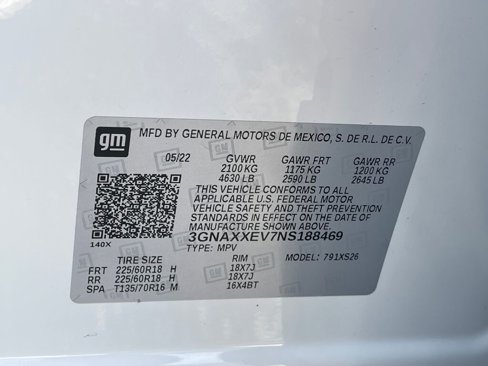 gm MFD BY GENERAL MOTORS DE MEXICO, S. DE R.L. DE C.V.
05/22 GVWR GAWR FRT GAWR RR
2100 KG 1175 KG 1200 KG
4630 LB 2590 LB 2645 LB
THIS VEHICLE CONFORMS TO ALL
APPLICABLE U.S. FEDERAL MOTOR
VEHICLE SAFETY AND THEFT PREVENTION
STANDARDS IN EFFECT ON THE DATE OF
MANUFACTURE SHOWN ABOVE.
3GNAXXEV7NS188469
140X TYPE: MPV MODEL: 791XS26
TIRE SIZE RIM
FRT 225/60R18 H 18X7J
RR 225/60R18 H 18X7J
SPA T135/70R16 M 16X4BT